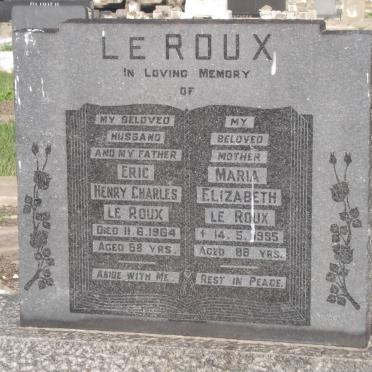 LE ROUX
IN LOVING MEMORY
OF
MY BELOVED
HUSBAND
AND MY FATHER
ERIC
HENRY CHARLES
LE ROUX
DIED 11.6.1964
AGED 58 YRS.
ABIDE WITH ME.
MY
BELOVED
MOTHER
MARIA
ELIZABETH
LE ROUX
† 14.5.1995
AGED 88 YRS.
REST IN PEACE.